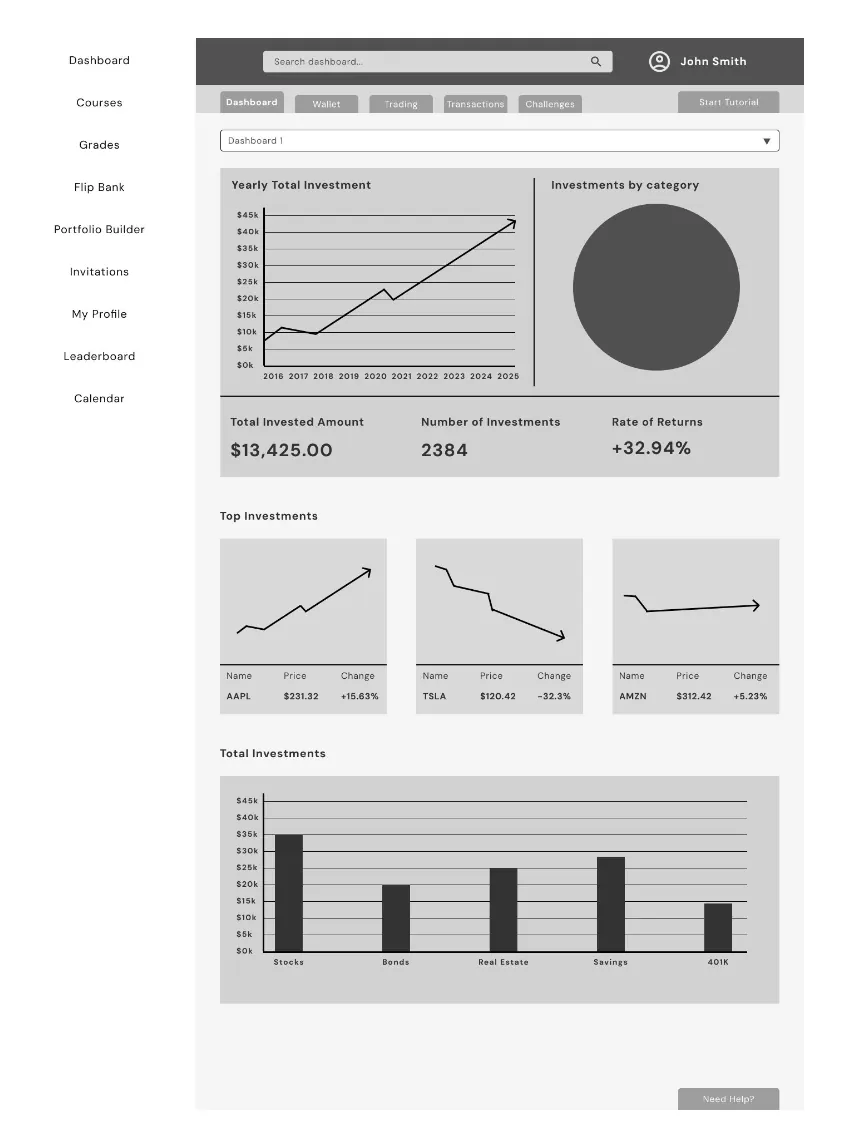 Dashboard
Courses
Grades
Flip Bank
Portfolio Builder
Invitations
My Profile
Leaderboard
Calendar
Search dashboard...
John Smith
Dashboard
Wallet
Trading
Transactions
Challenges
Start Tutorial
Dashboard 1
Yearly Total Investment
$45k
$40k
$35k
$30k
$25k
$20k
$15k
$10k
$5k
$0k
2016 2017 2018 2019 2020 2021 2022 2023 2024 2025
Investments by category
Total Invested Amount
$13,425.00
Number of Investments
2384
Rate of Returns
+32.94%
Top Investments
Name Price Change
AAPL $231.32 +15.63%
Name Price Change
TSLA $120.42 -32.3%
Name Price Change
AMZN $312.42 +5.23%
Total Investments
$45k
$40k
$35k
$30k
$25k
$20k
$15k
$10k
$5k
$0k
Stocks Bonds Real Estate Savings 401K
Need Help?